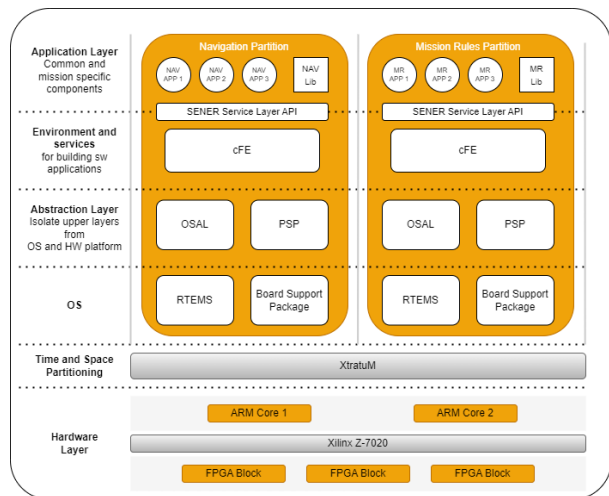 Navigation Partition
Mission Rules Partition
Application Layer
Common and
mission specific
components
NAV
APP 1
NAV
APP 2
NAV
APP 3
NAV
Lib
MR
APP 1
MR
APP 2
MR
APP 3
MR
Lib
SENER Service Layer API
SENER Service Layer API
Environment and
services
for building sw
applications
cFE
cFE
Abstraction Layer
Isolate upper layers
from
OS and HW platform
OSAL
PSP
OSAL
PSP
OS
RTEMS
Board Support
Package
RTEMS
Board Support
Package
Time and Space
Partitioning
XtratuM
Hardware
Layer
ARM Core 1
ARM Core 2
Xilinx Z-7020
FPGA Block
FPGA Block
FPGA Block